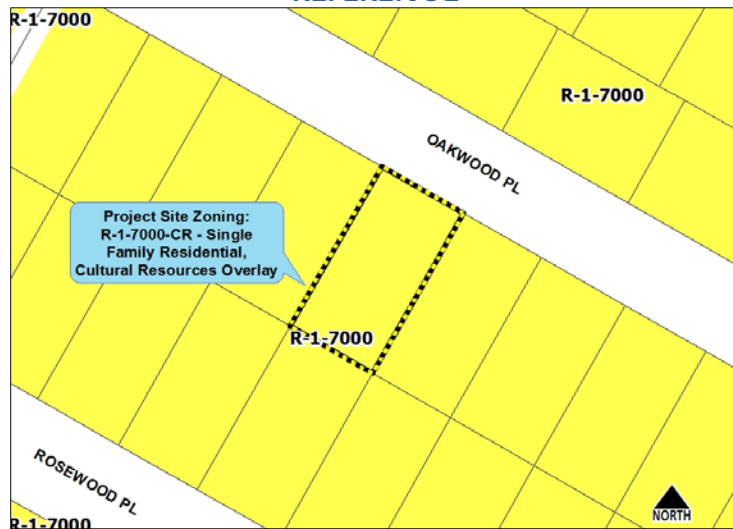 REFERENCE
R-1-7000
R-1-7000
OAKWOOD PL
Project Site Zoning:
R-1-7000-CR - Single
Family Residential,
Cultural Resources Overlay
R-1-7000
ROSEWOOD PL
NORTH
R-1-7000